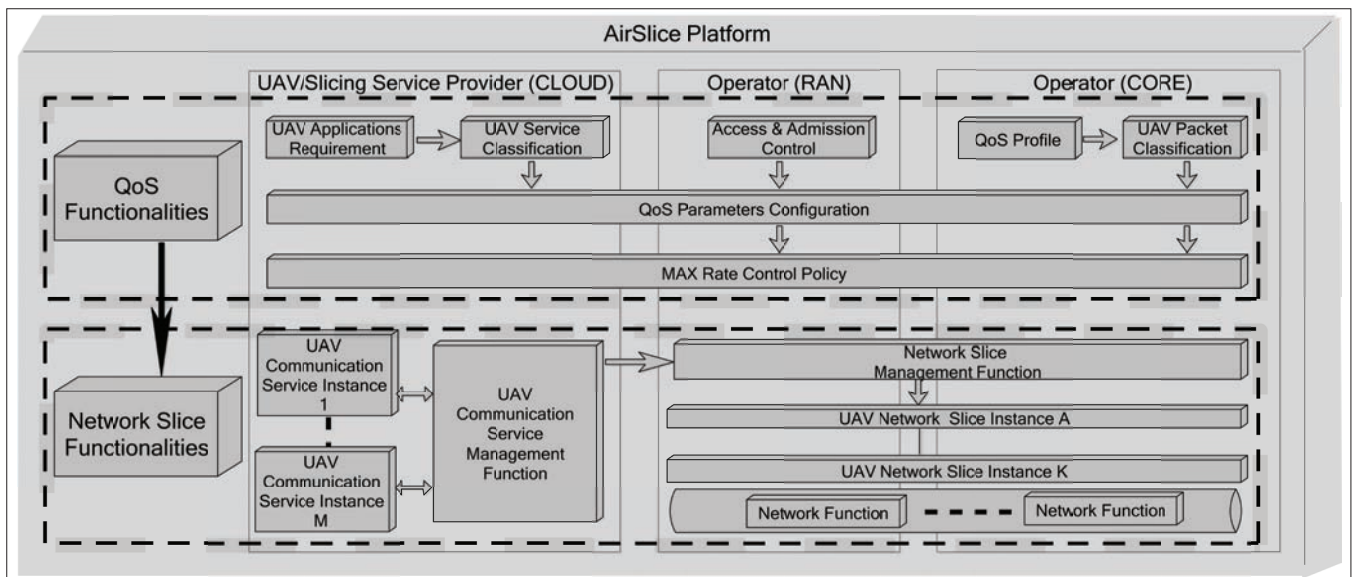 AirSlice Platform
UAV/Slicing Service Provider (CLOUD)
Operator (RAN)
Operator (CORE)
QoS
Functionalities
UAV Applications
Requirement
UAV Service
Classification
Access & Admission
Control
QoS Profile
UAV Packet
Classification
QoS Parameters Configuration
MAX Rate Control Policy
Network Slice
Functionalities
UAV
Communication
Service Instance
1
UAV
Communication
Service Instance
M
UAV
Communication
Service
Management
Function
Network Slice
Management Function
UAV Network Slice Instance A
UAV Network Slice Instance K
Network Function
Network Function